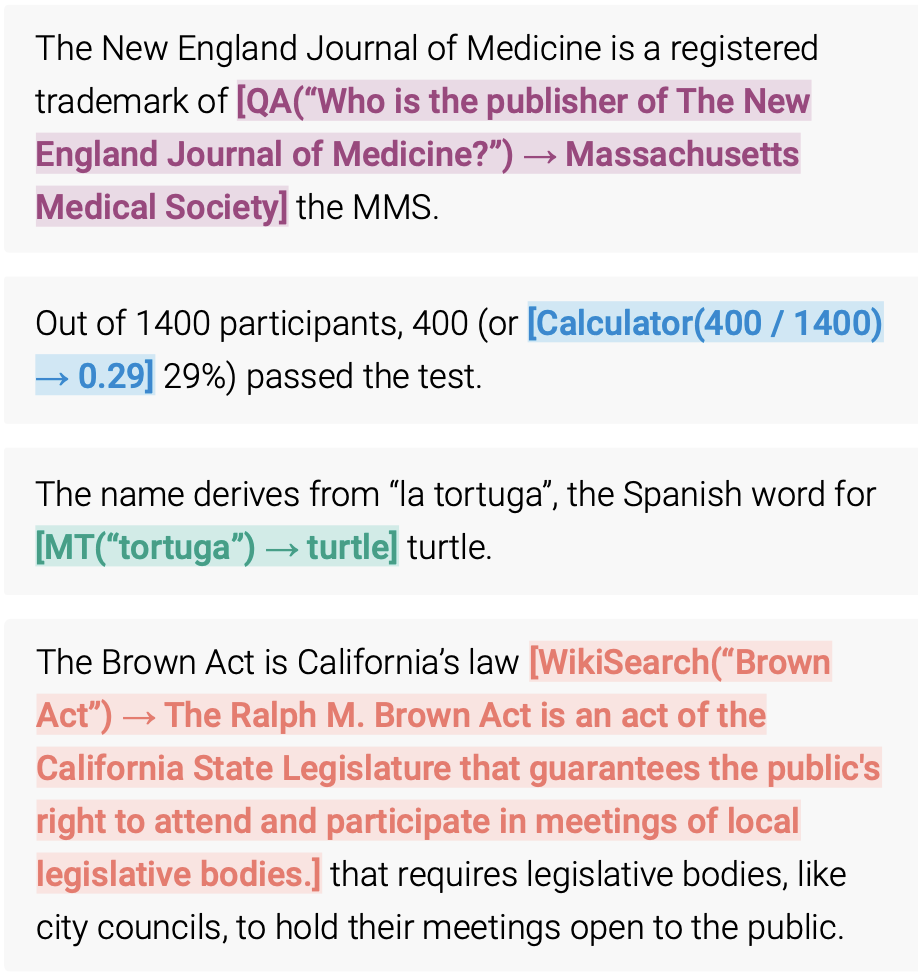 The New England Journal of Medicine is a registered
trademark of [QA(“Who is the publisher of The New
England Journal of Medicine?”) → Massachusetts
Medical Society] the MMS.
Out of 1400 participants, 400 (or [Calculator(400 / 1400)
→ 0.29] 29%) passed the test.
The name derives from “la tortuga”, the Spanish word for
[MT(“tortuga”) → turtle] turtle.
The Brown Act is California’s law [WikiSearch(“Brown
Act”) → The Ralph M. Brown Act is an act of the
California State Legislature that guarantees the public's
right to attend and participate in meetings of local
legislative bodies.] that requires legislative bodies, like
city councils, to hold their meetings open to the public.